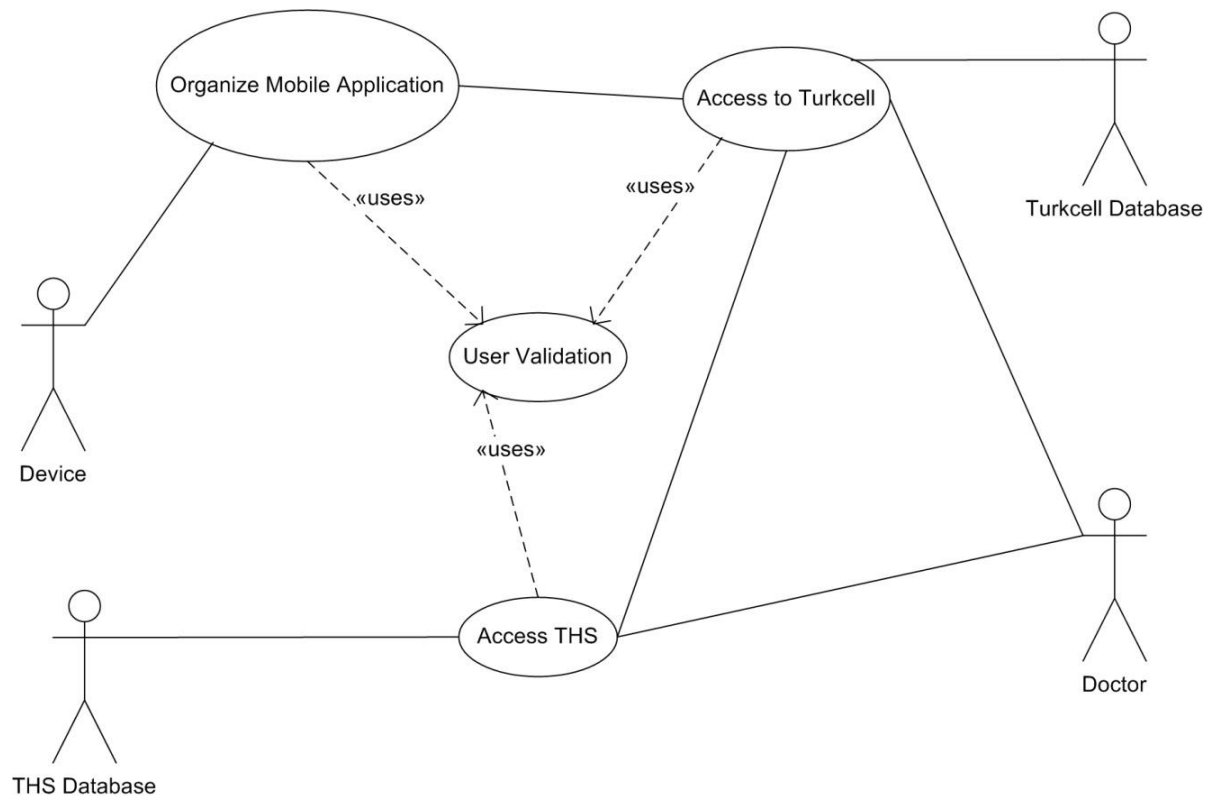 Organize Mobile Application
Access to Turkcell
«uses»
«uses»
Turkcell Database
User Validation
«uses»
Device
Access THS
Doctor
THS Database